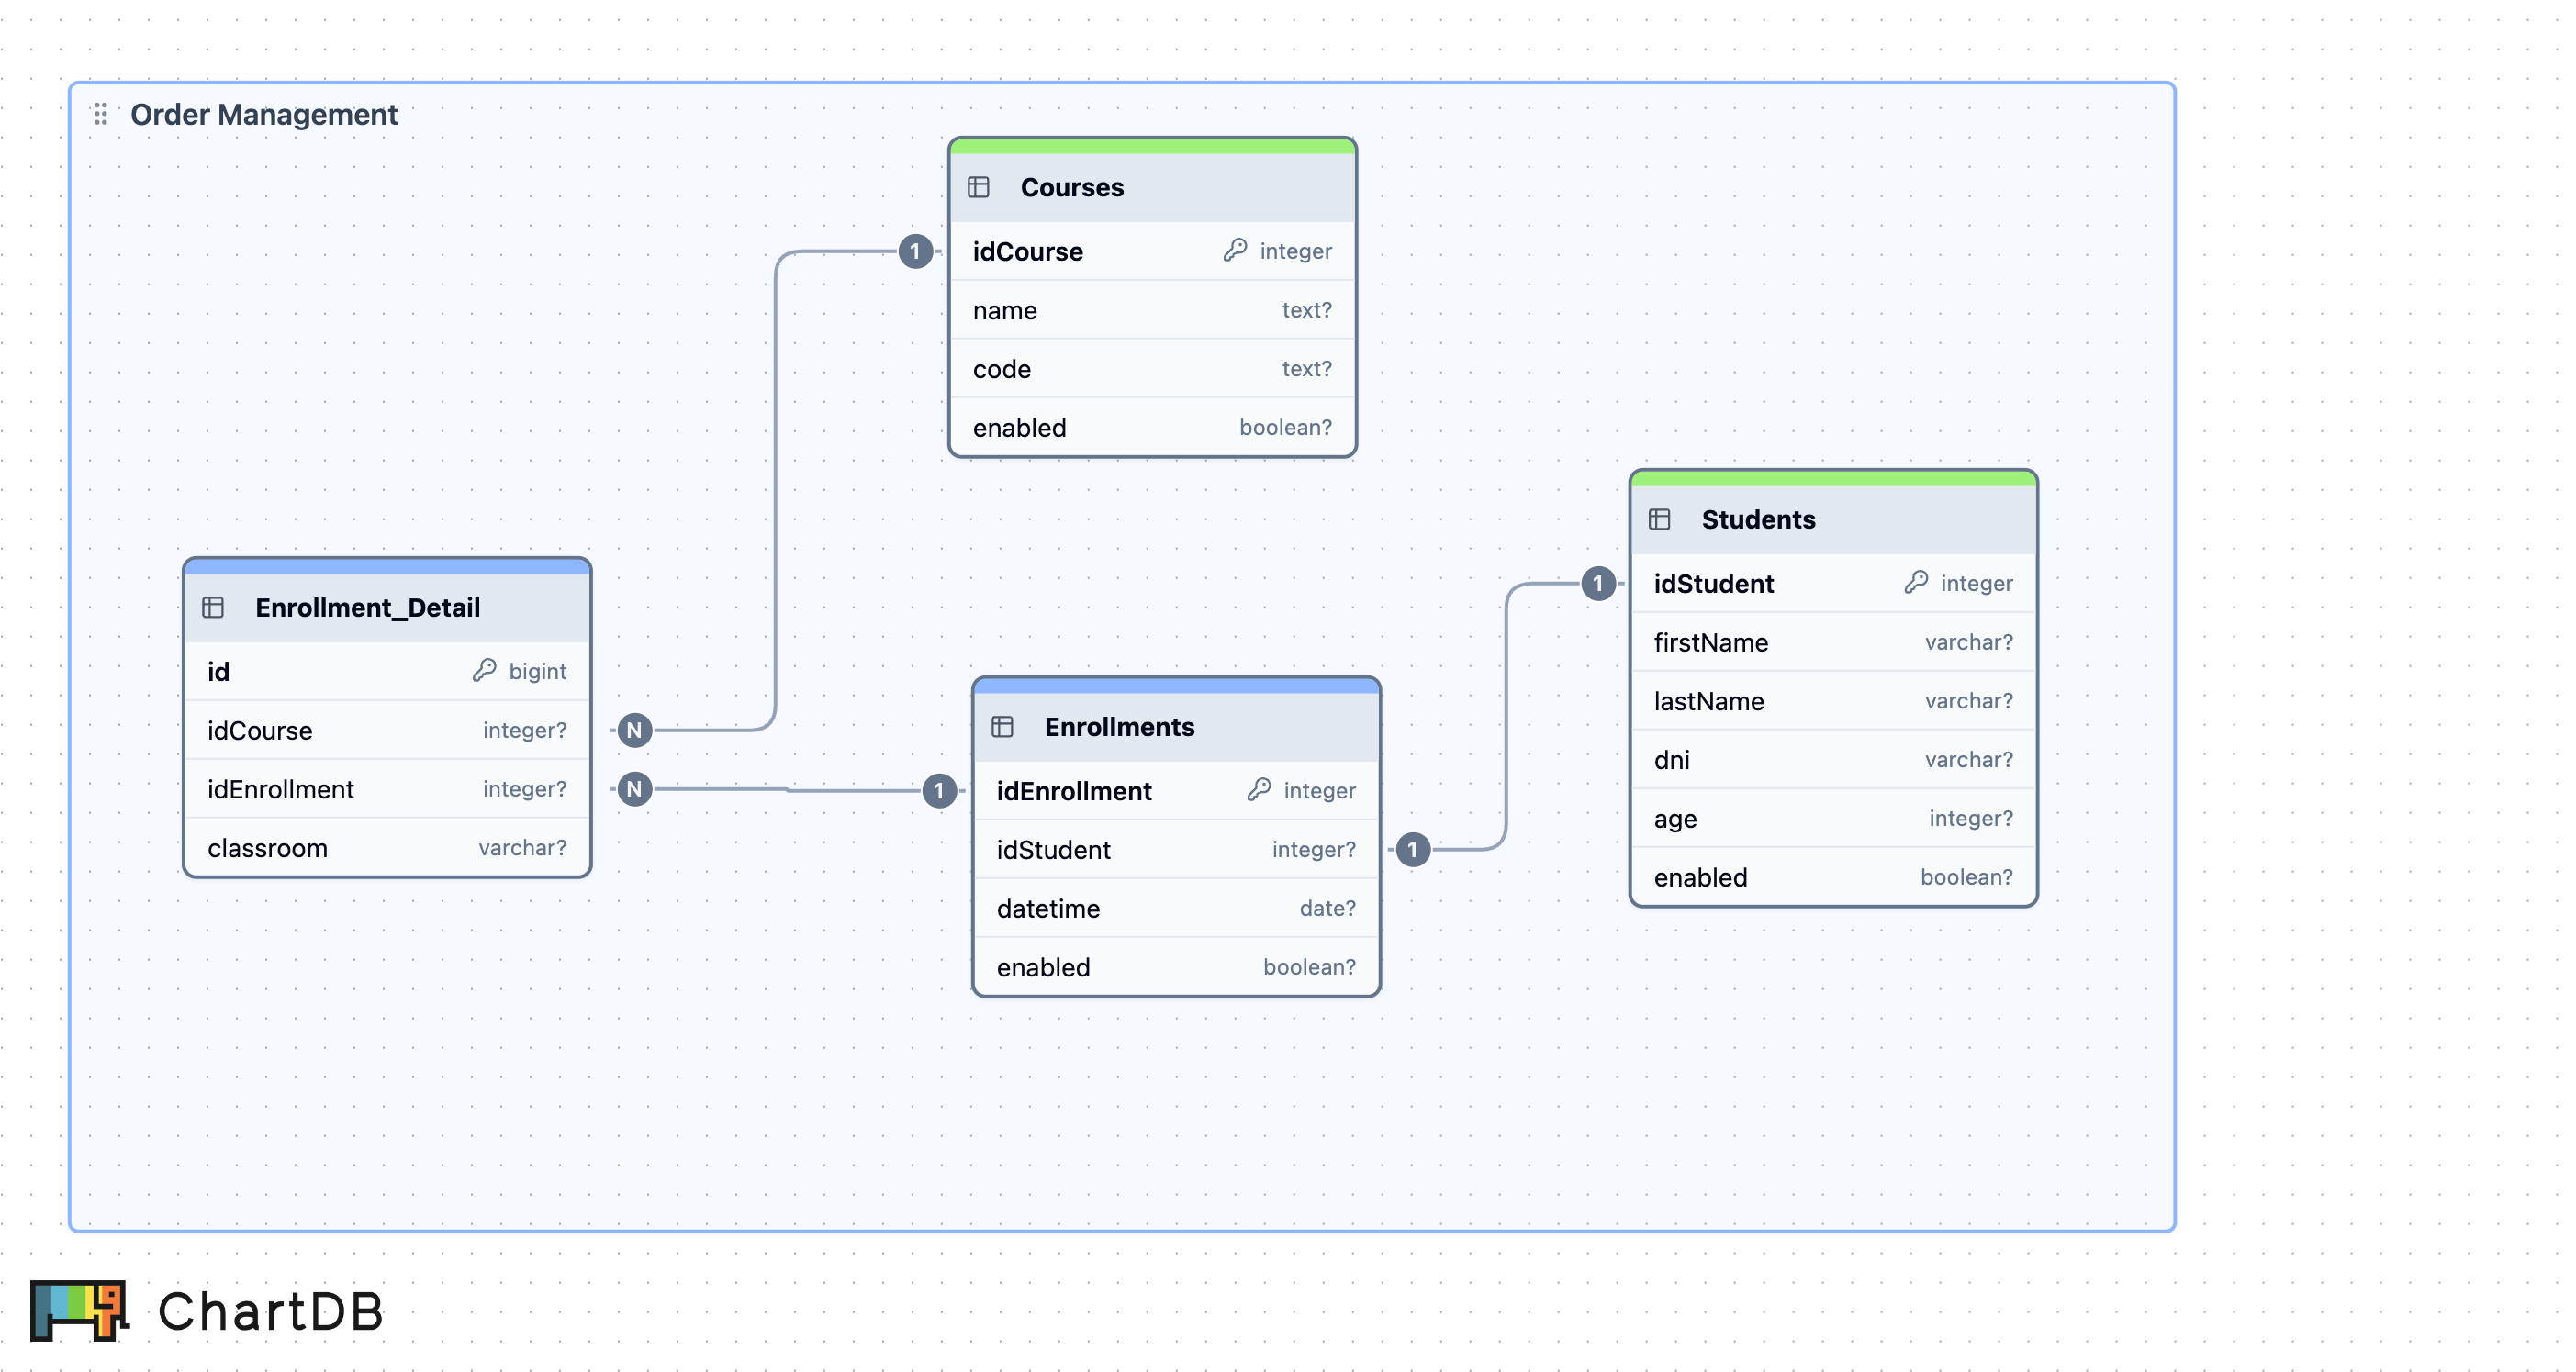 Order Management
Courses
idCourse integer
name text?
code text?
enabled boolean?
1
Students
idStudent integer
firstName varchar?
lastName varchar?
dni varchar?
age integer?
enabled boolean?
1
Enrollment_Detail
id bigint
idCourse integer?
idEnrollment integer?
classroom varchar?
N
N
Enrollments
idEnrollment integer
idStudent integer?
datetime date?
enabled boolean?
1
1
ChartDB